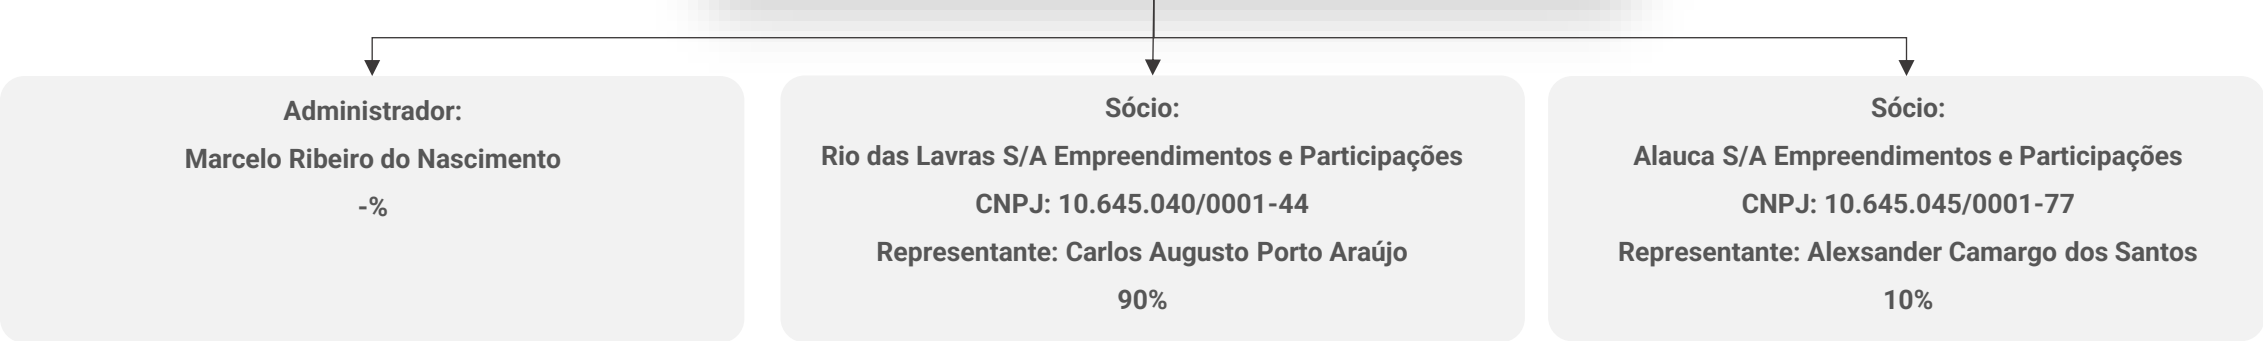 Administrador:
Marcelo Ribeiro do Nascimento
-%
Sócio:
Rio das Lavras S/A Empreendimentos e Participações
CNPJ: 10.645.040/0001-44
Representante: Carlos Augusto Porto Araújo
90%
Sócio:
Alauca S/A Empreendimentos e Participações
CNPJ: 10.645.045/0001-77
Representante: Alexsander Camargo dos Santos
10%